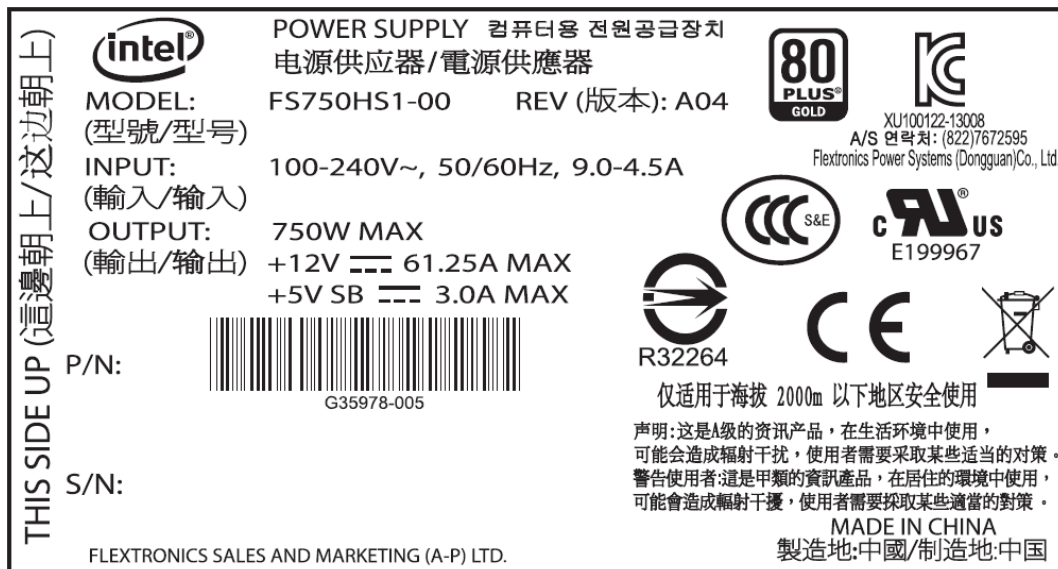 THIS SIDE UP (這邊朝上/这边朝上)
intel®
POWER SUPPLY 컴퓨터용 전원공급장치
电源供应器/電源供應器
MODEL: FS750HS1-00 REV (版本): A04
(型號/型号)
INPUT: 100-240V~, 50/60Hz, 9.0-4.5A
(輸入/输入)
OUTPUT: 750W MAX
(輸出/输出) +12V 61.25A MAX
+5V SB 3.0A MAX
P/N:
G35978-005
S/N:
FLEXTRONICS SALES AND MARKETING (A-P) LTD.
80
PLUS®
GOLD
XU100122-13008
A/S 연락처: (822)7672595
Flextronics Power Systems (Dongguan)Co., Ltd.
CCC S&E
C RU® US
E199967
R32264
CE
仅适用于海拔 2000m 以下地区安全使用
声明:这是A级的资讯产品，在生活环境中使用，
可能会造成辐射干扰，使用者需要采取某些适当的对策。
警告使用者:這是甲類的資訊產品，在居住的環境中使用，
可能會造成輻射干擾，使用者需要採取某些適當的對策。
MADE IN CHINA
製造地:中國/制造地:中国